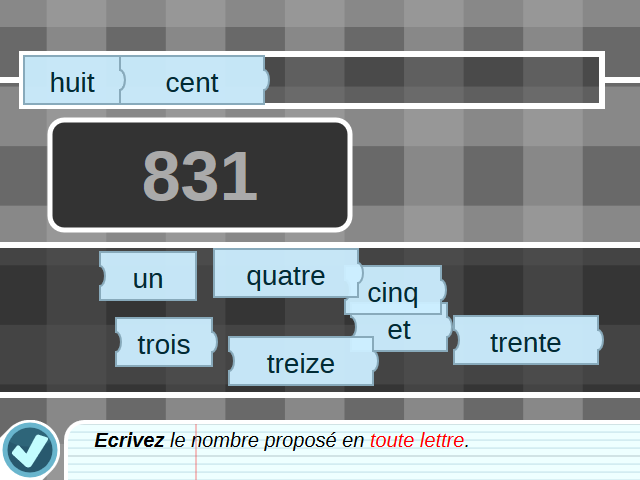 huit cent
831
un quatre cinq
et
trois treize trente
Ecrivez le nombre proposé en toute lettre.